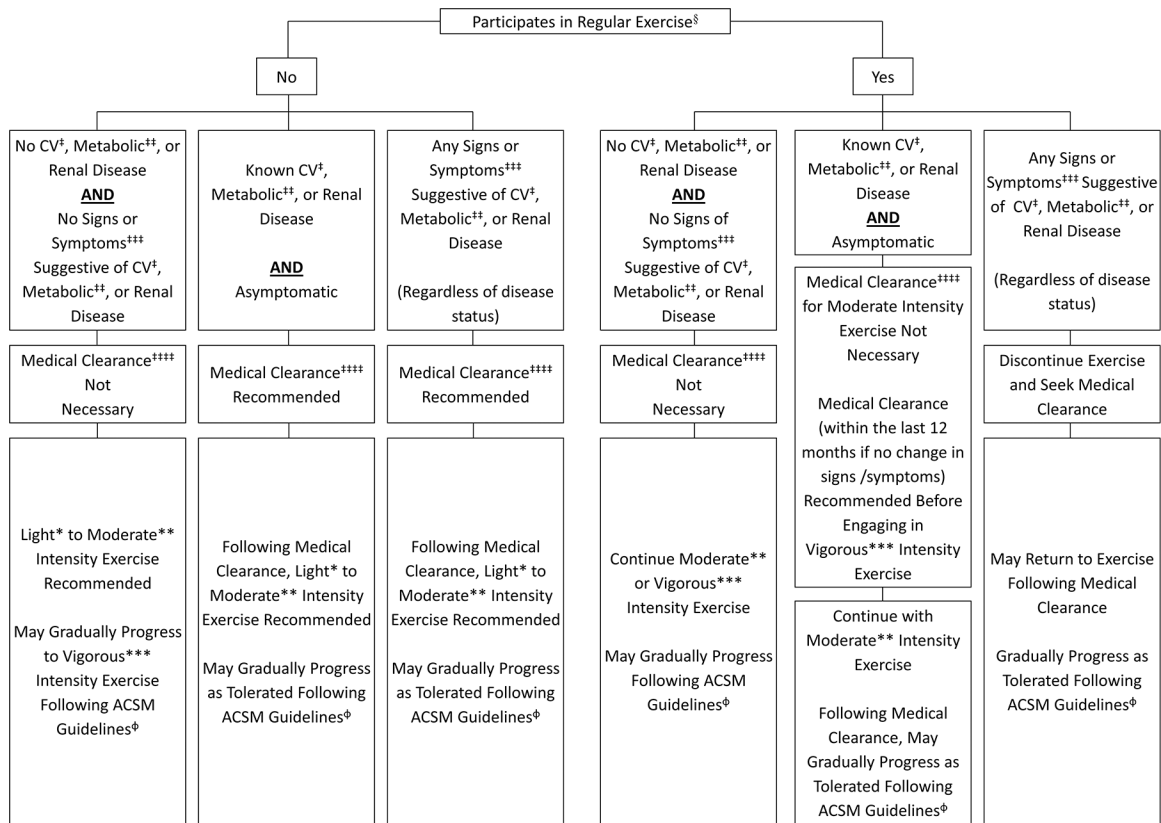 Participates in Regular Exercise§
No
Yes
No CV‡, Metabolic‡‡, or
Renal Disease
AND
No Signs or
Symptoms‡‡‡
Suggestive of CV‡,
Metabolic‡‡, or Renal
Disease
Medical Clearance‡‡‡‡
Not
Necessary
Light* to Moderate**
Intensity Exercise
Recommended
May Gradually Progress
to Vigorous***
Intensity Exercise
Following ACSM
Guidelinesϕ
Known CV‡,
Metabolic‡‡, or Renal
Disease
AND
Asymptomatic
Medical Clearance‡‡‡‡
Recommended
Following Medical
Clearance, Light* to
Moderate** Intensity
Exercise Recommended
May Gradually Progress
as Tolerated Following
ACSM Guidelinesϕ
Any Signs or
Symptoms‡‡‡
Suggestive of CV‡,
Metabolic‡‡, or Renal
Disease
(Regardless of disease
status)
Medical Clearance‡‡‡‡
Recommended
Following Medical
Clearance, Light* to
Moderate** Intensity
Exercise Recommended
May Gradually Progress
as Tolerated Following
ACSM Guidelinesϕ
No CV‡, Metabolic‡‡, or
Renal Disease
AND
No Signs of
Symptoms‡‡‡
Suggestive of CV‡,
Metabolic‡‡, or Renal
Disease
Medical Clearance‡‡‡‡
Not
Necessary
Continue Moderate**
or Vigorous***
Intensity Exercise
May Gradually Progress
Following ACSM
Guidelinesϕ
Known CV‡,
Metabolic‡‡, or Renal
Disease
AND
Asymptomatic
Medical Clearance‡‡‡‡
for Moderate Intensity
Exercise Not
Necessary
Medical Clearance
(within the last 12
months if no change in
signs /symptoms)
Recommended Before
Engaging in
Vigorous*** Intensity
Exercise
Continue with
Moderate** Intensity
Exercise
Following Medical
Clearance, May
Gradually Progress as
Tolerated Following
ACSM Guidelinesϕ
Any Signs or
Symptoms‡‡‡ Suggestive
of CV‡, Metabolic‡‡, or
Renal Disease
(Regardless of disease
status)
Discontinue Exercise
and Seek Medical
Clearance
May Return to Exercise
Following Medical
Clearance
Gradually Progress as
Tolerated Following
ACSM Guidelinesϕ